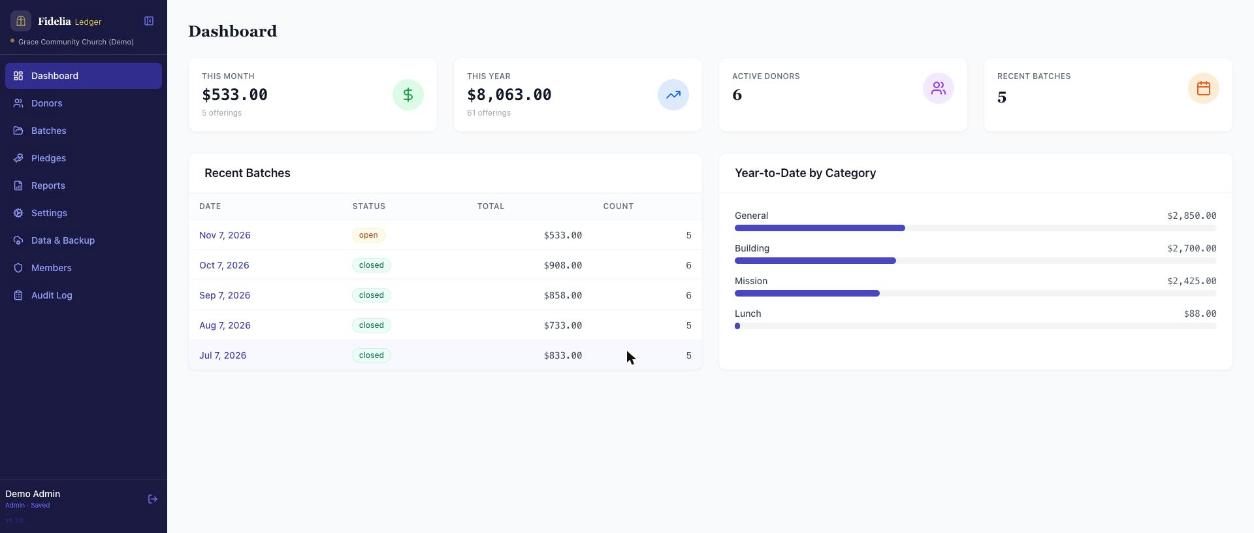 Fidelia Ledger
Grace Community Church (Demo)
Dashboard
Donors
Batches
Pledges
Reports
Settings
Data & Backup
Members
Audit Log
Demo Admin
Admin · Saved
Dashboard
THIS MONTH
$533.00
5 offerings
THIS YEAR
$8,063.00
61 offerings
ACTIVE DONORS
6
RECENT BATCHES
5
Recent Batches
DATE STATUS TOTAL COUNT
Nov 7, 2026 open $533.00 5
Oct 7, 2026 closed $908.00 6
Sep 7, 2026 closed $858.00 6
Aug 7, 2026 closed $733.00 5
Jul 7, 2026 closed $833.00 5
Year-to-Date by Category
General $2,850.00
Building $2,700.00
Mission $2,425.00
Lunch $88.00